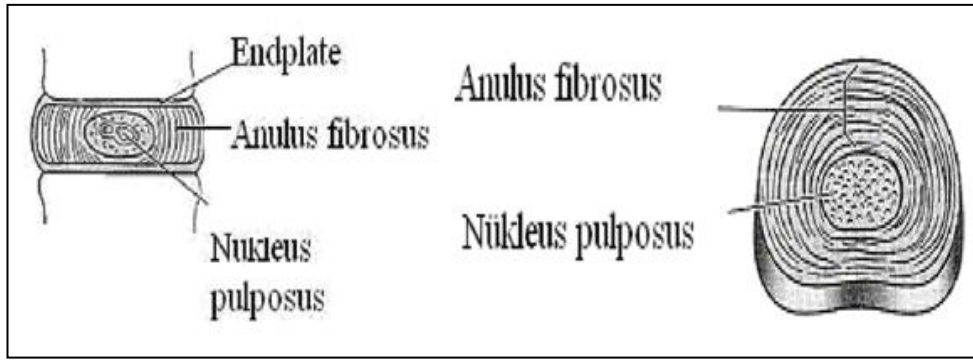 Endplate
Anulus fibrosus
Nukleus
pulposus
Anulus fibrosus
Nükleus pulposus